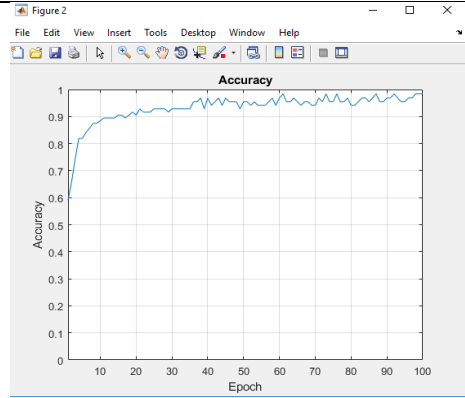 Figure 2
File Edit View Insert Tools Desktop Window Help
Accuracy
1
0.9
0.8
0.7
0.6
0.5
0.4
0.3
0.2
0.1
0
Accuracy
10 20 30 40 50 60 70 80 90 100
Epoch